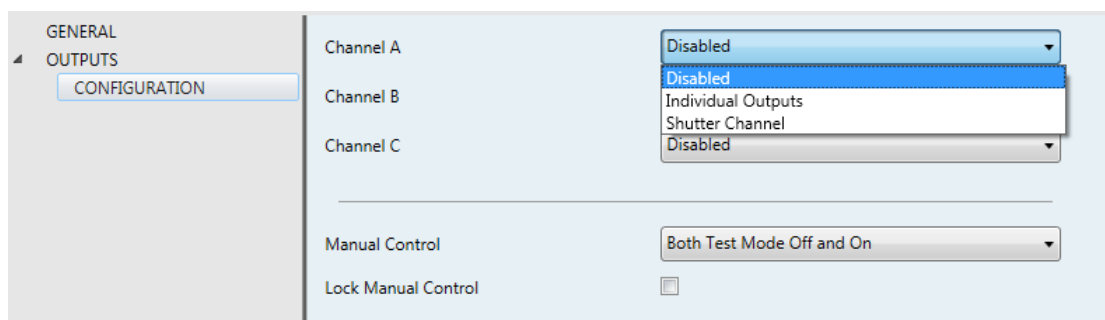 GENERAL
OUTPUTS
CONFIGURATION
Channel A
Disabled
Disabled
Individual Outputs
Shutter Channel
Channel B
Channel C
Disabled
Manual Control
Both Test Mode Off and On
Lock Manual Control